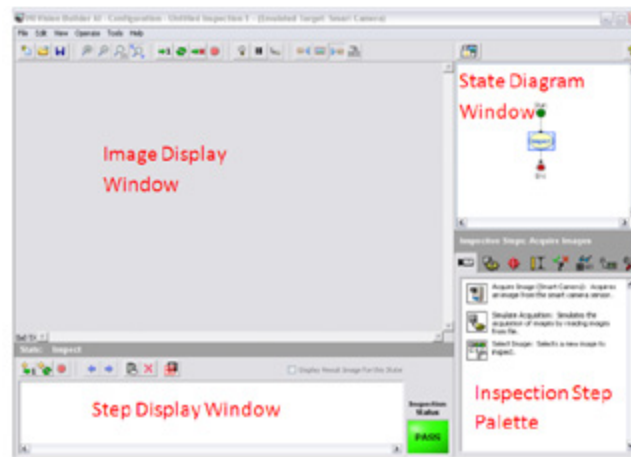 NI Vision Builder AI - Configuration - Untitled Inspection 1 - (Emulated Target: Smart Camera)
File Edit View Operate Tools Help
State Diagram
Window
Start
Inspect
End
Image Display
Window
Inspection Steps: Acquire Images
Acquire Image (Smart Camera): Acquires
an image from the smart camera sensor.
Simulate Acquisition: Simulates the
acquisition of images by reading images
from file.
Select Image: Selects a new image to
inspect.
State: Inspect
Display Result Image for this State
Step Display Window
Inspection
Status
PASS
Inspection Step
Palette